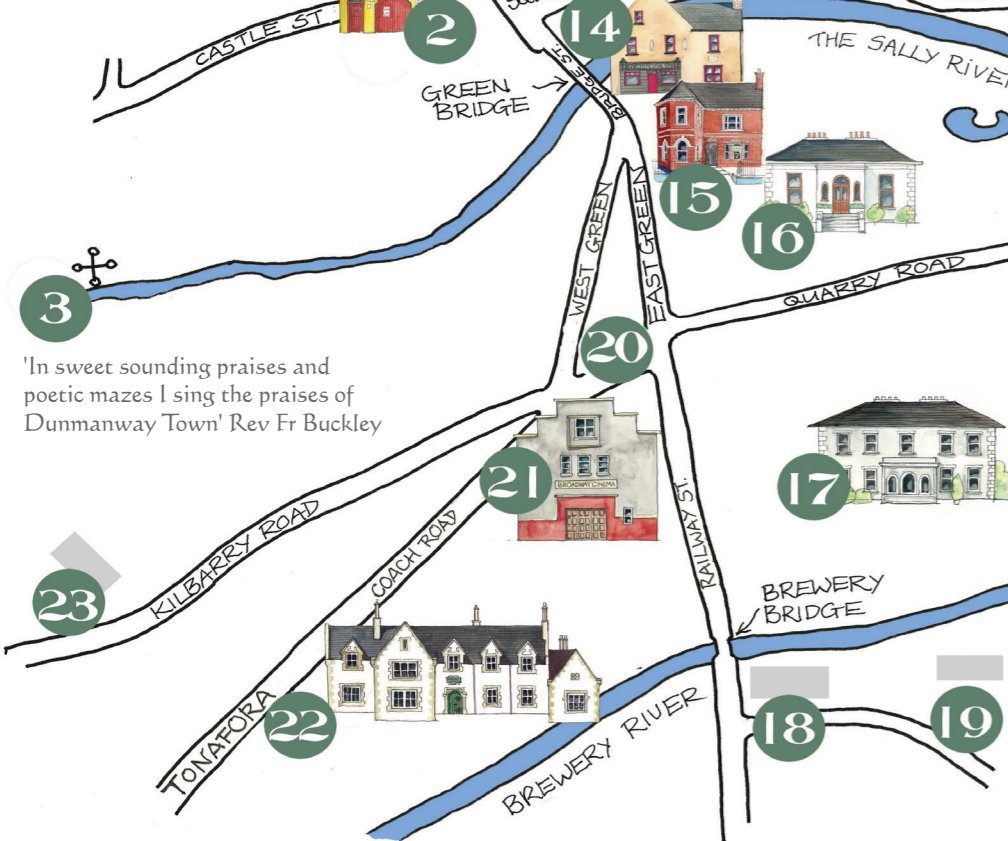 CASTLE ST
2
14
BRIDGE ST.
THE SALLY RIVER
GREEN
BRIDGE
15
16
WEST GREEN
EAST GREEN
QUARRY ROAD
3
20
'In sweet sounding praises and
poetic mazes I sing the praises of
Dunmanway Town' Rev Fr Buckley
21
BROADWAY CINEMA
17
RAILWAY ST.
COACH ROAD
KILBARRY ROAD
23
BREWERY
BRIDGE
22
TONAFORA
BREWERY RIVER
18
19